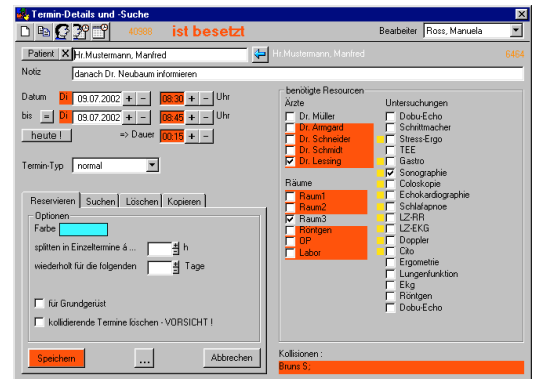 Termin-Details und -Suche
40988 ist besetzt Bearbeiter Ross, Manuela
Patient X Hr.Mustermann, Manfred Hr.Mustermann, Manfred 6464
Notiz danach Dr. Neubaum informieren
Datum Di 09.07.2002 + - 08:30 + - Uhr
bis = Di 09.07.2002 + - 08:45 + - Uhr
heute ! => Dauer 00:15 + -
Termin-Typ normal
Reservieren Suchen Löschen Kopieren
Optionen
Farbe
splitten in Einzeltermine á ... h
wiederholt für die folgenden Tage
für Grundgerüst
kollidierende Termine löschen - VORSICHT !
Speichern ... Abbrechen
benötigte Resourcen
Ärzte
Dr. Müller
Dr. Armgard
Dr. Schneider
Dr. Schmidt
Dr. Lessing
Räume
Raum1
Raum2
Raum3
Röntgen
OP
Labor
Untersuchungen
Dobu-Echo
Schrittmacher
Stress-Ergo
TEE
Gastro
Sonographie
Coloskopie
Echokardiographie
Schlafapnoe
LZ-RR
LZ-EKG
Doppler
Cito
Ergometrie
Lungenfunktion
Ekg
Röntgen
Dobu-Echo
Kollisionen :
Bruns S;